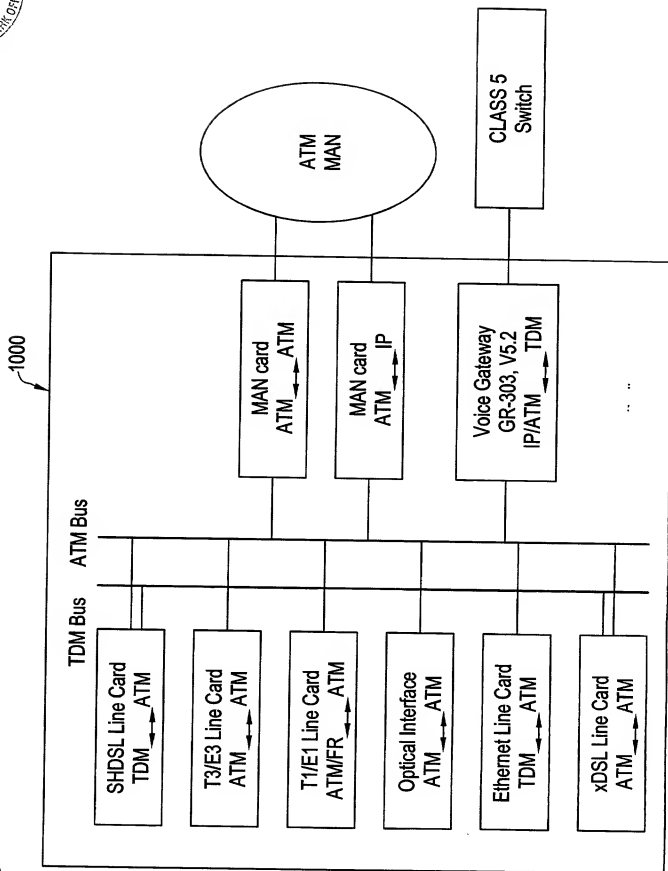 1000
TDM Bus
ATM Bus
SHDSL Line Card
TDM ATM
T3/E3 Line Card
ATM ATM
T1/E1 Line Card
ATM/FR ATM
Optical Interface
ATM ATM
Ethernet Line Card
TDM ATM
xDSL Line Card
ATM ATM
MAN card
ATM ATM
MAN card
ATM IP
Voice Gateway
GR-303, V5.2
IP/ATM TDM
ATM
MAN
CLASS 5
Switch